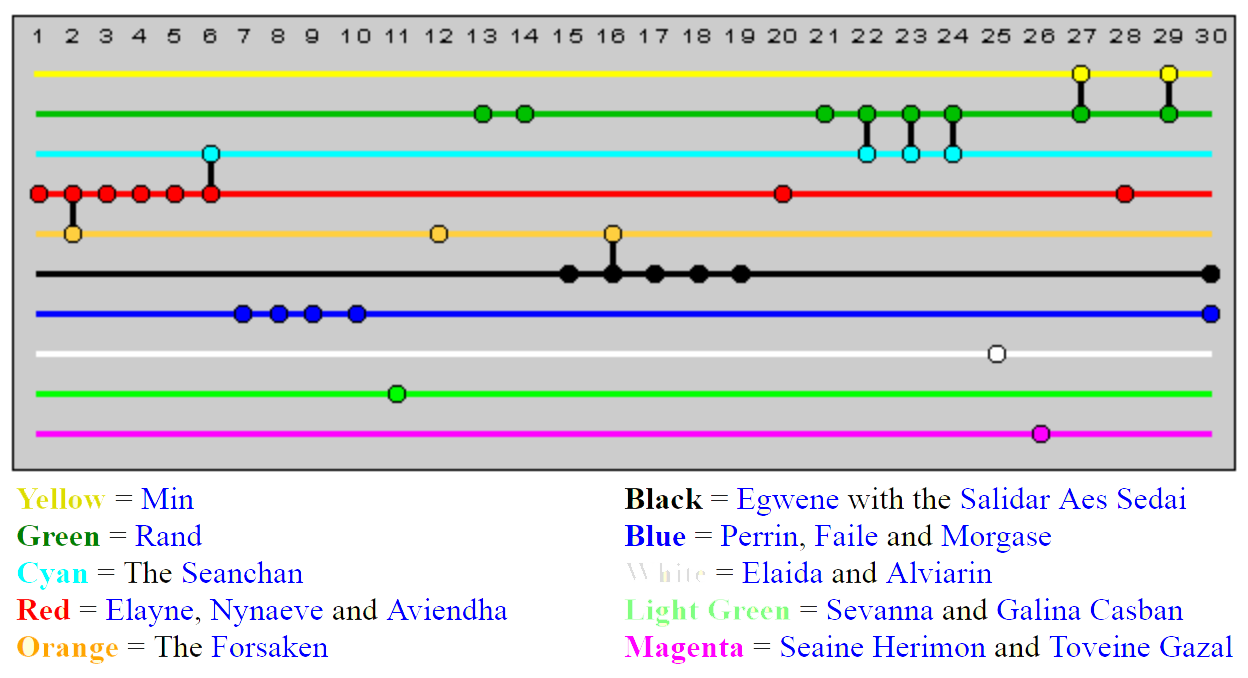 1 2 3 4 5 6 7 8 9 10 11 12 13 14 15 16 17 18 19 20 21 22 23 24 25 26 27 28 29 30
Yellow = Min
Green = Rand
Cyan = The Seanchan
Red = Elayne, Nynaeve and Aviendha
Orange = The Forsaken
Black = Egwene with the Salidar Aes Sedai
Blue = Perrin, Faile and Morgase
White = Elaida and Alviarin
Light Green = Sevanna and Galina Casban
Magenta = Seaine Herimon and Toveine Gazal